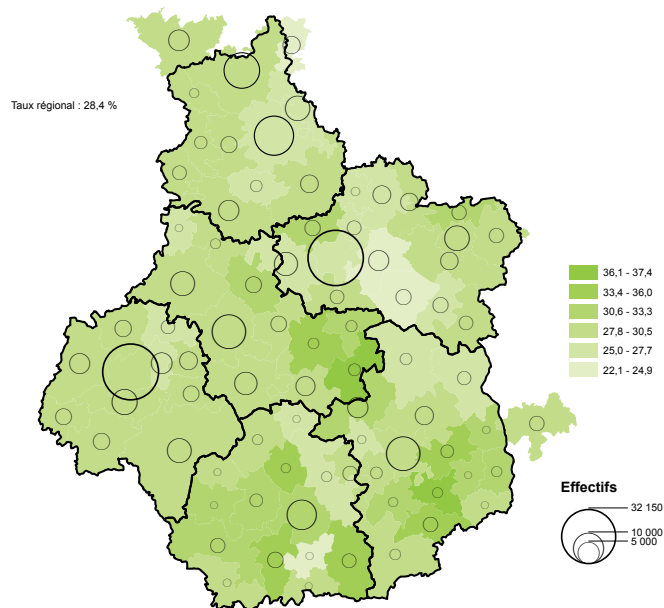 Taux régional : 28,4 %
36,1 - 37,4
33,4 - 36,0
30,6 - 33,3
27,8 - 30,5
25,0 - 27,7
22,1 - 24,9
Effectifs
32 150
10 000
5 000